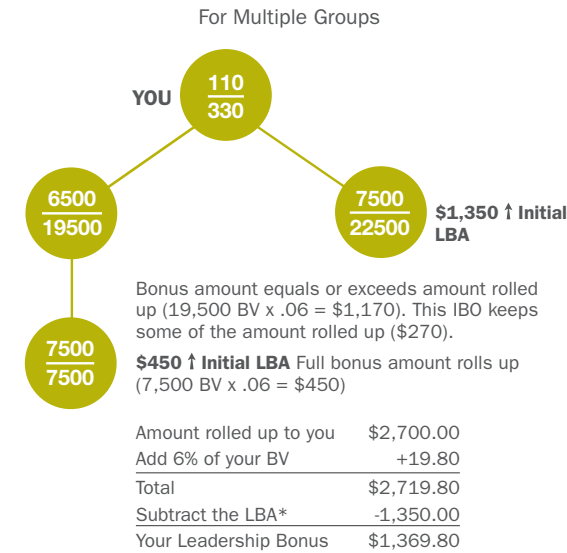 For Multiple Groups
YOU
110
330
6500
19500
7500
22500
$1,350 ↑ Initial
LBA
Bonus amount equals or exceeds amount rolled
up (19,500 BV x .06 = $1,170). This IBO keeps
some of the amount rolled up ($270).
7500
7500
$450 ↑ Initial LBA Full bonus amount rolls up
(7,500 BV x .06 = $450)
Amount rolled up to you $2,700.00
Add 6% of your BV +19.80
Total $2,719.80
Subtract the LBA* -1,350.00
Your Leadership Bonus $1,369.80